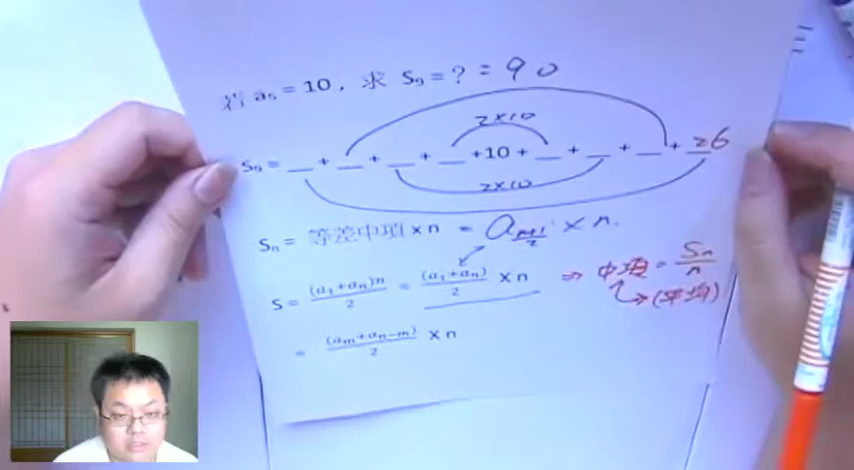 若 a₅ = 10，求 S₉ = ? = 90
2×10
S₉ = __ + __ + __ + __ +10+ __ + __ + __ + 26
2×10
Sₙ = 等差中項 × n = a_(n+1)/2 × n.
S = (a₁+aₙ)n/2 = (a₁+aₙ)/2 × n ⇒ 中項 = Sₙ/n
→(平均)
= (aₘ+aₙ₋ₘ)/2 × n